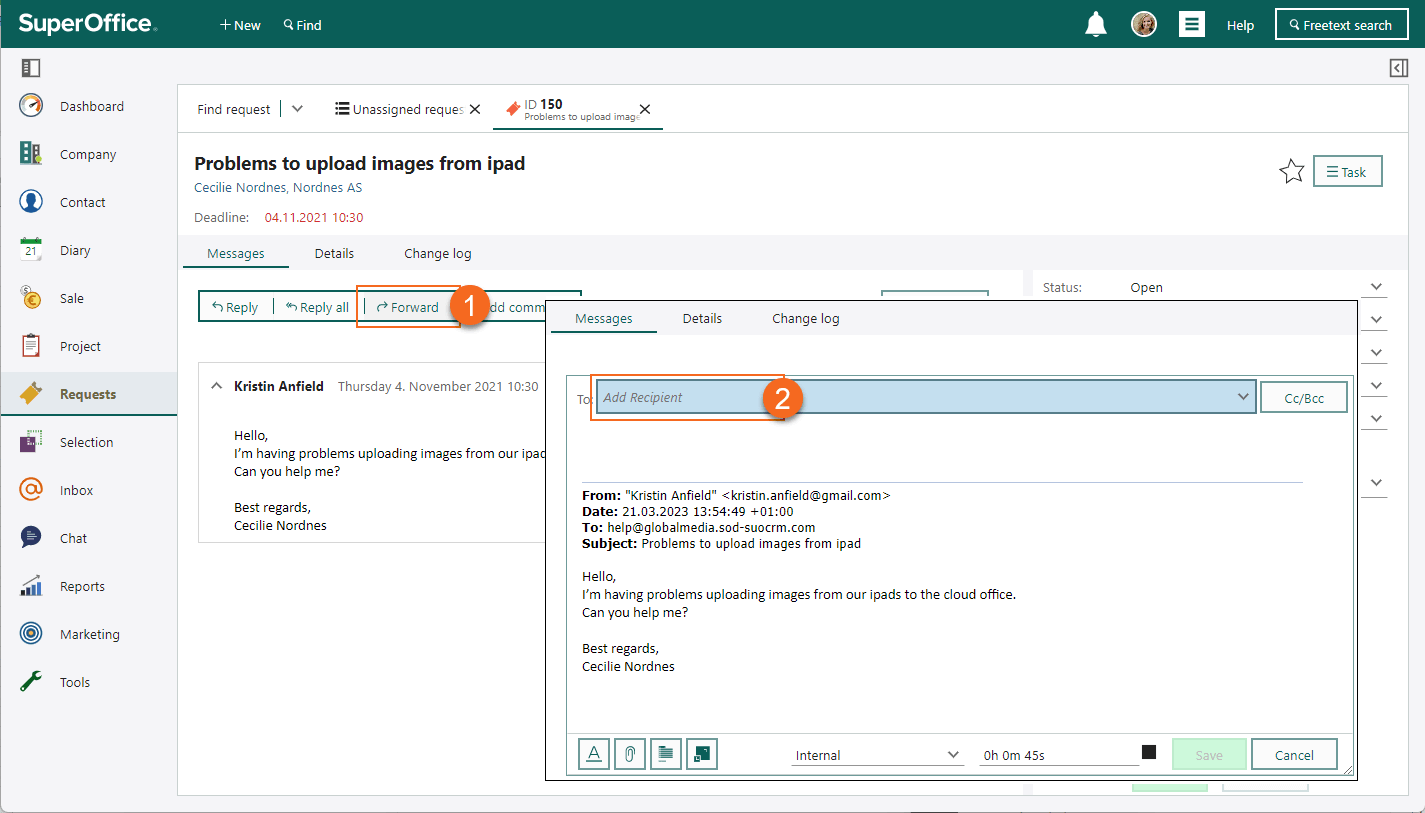 SuperOffice.
+ New
Find
Help
Freetext search
Dashboard
Company
Contact
21
Diary
Sale
Project
Requests
Selection
Inbox
Chat
Reports
Marketing
Tools
Find request
Unassigned reques
ID 150
Problems to upload imag
Problems to upload images from ipad
Cecilie Nordnes, Nordnes AS
Deadline: 04.11.2021 10:30
Task
Messages
Details
Change log
Reply
Reply all
Forward
1
dd comm
Status: Open
Kristin Anfield Thursday 4. November 2021 10:30
Hello,
I'm having problems uploading images from our ipad
Can you help me?
Best regards,
Cecilie Nordnes
Messages
Details
Change log
To:
Add Recipient
2
Cc/Bcc
From: "Kristin Anfield" <kristin.anfield@gmail.com>
Date: 21.03.2023 13:54:49 +01:00
To: help@globalmedia.sod-suocrm.com
Subject: Problems to upload images from ipad
Hello,
I'm having problems uploading images from our ipads to the cloud office.
Can you help me?
Best regards,
Cecilie Nordnes
A
Internal
0h 0m 45s
Save
Cancel